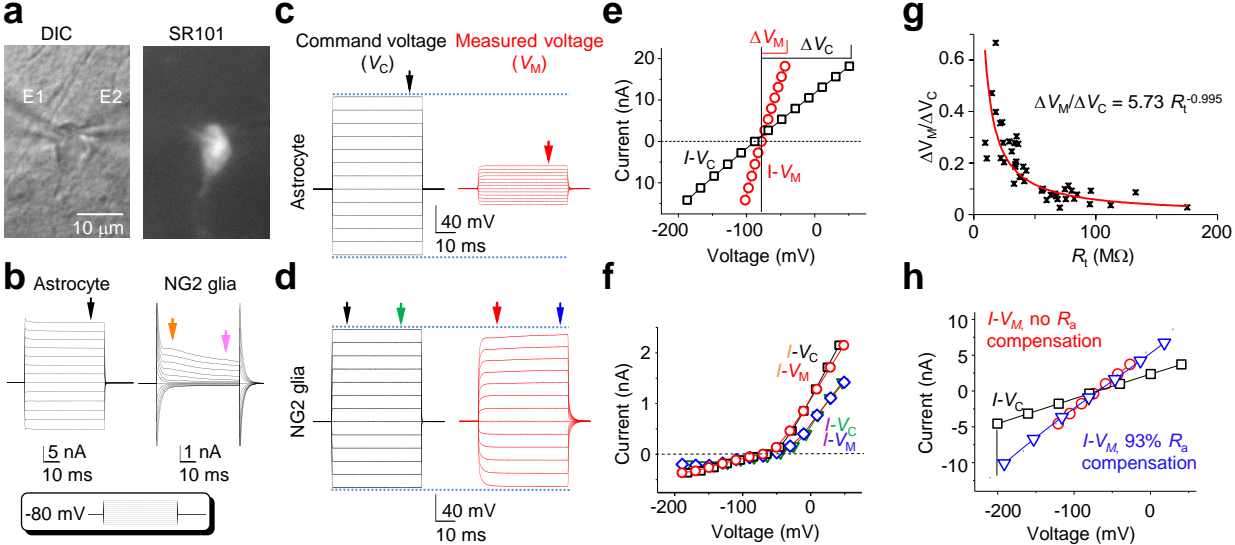 a
DIC
SR101
E1
E2
10 μm
b
Astrocyte
NG2 glia
5 nA
10 ms
1 nA
10 ms
-80 mV
c
Command voltage
(VC)
Measured voltage
(VM)
Astrocyte
40 mV
10 ms
40 mV
10 ms
d
NG2 glia
40 mV
10 ms
e
ΔVM
ΔVC
20
10
0
10
Current (nA)
I-VC
I-VM
-200
-100
0
Voltage (mV)
f
2
1
0
Current (nA)
I-VC
I-VM
I-VC
I-VM
-200
-100
0
Voltage (mV)
g
0.6
0.4
0.2
0
ΔVM/ΔVC
ΔVM/ΔVC = 5.73 Rt-0.995
0
100
200
Rt (MΩ)
h
I-VM, no Ra
compensation
I-VC
I-VM, 93% Ra
compensation
10
5
0
-5
-10
Current (nA)
-200
-100
0
Voltage (mV)